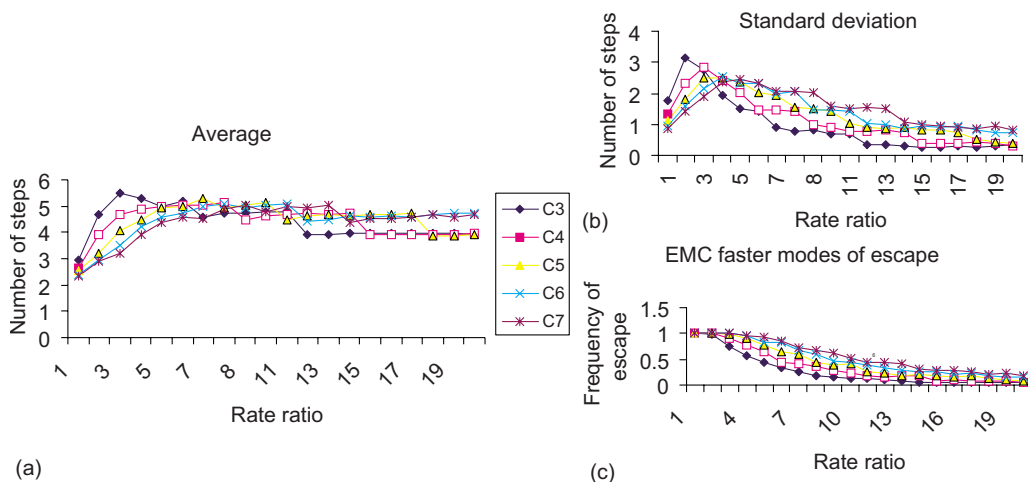 Average
Number of steps
6
5
4
3
2
1
0
1
3
5
7
9
11
13
15
17
19
Rate ratio
(a)
C3
C4
C5
C6
C7
Standard deviation
Number of steps
4
3
2
1
0
1
3
5
7
9
11
13
15
17
19
Rate ratio
(b)
EMC faster modes of escape
Frequency of
escape
1.5
1
0.5
0
1
4
7
10
13
16
19
Rate ratio
(c)